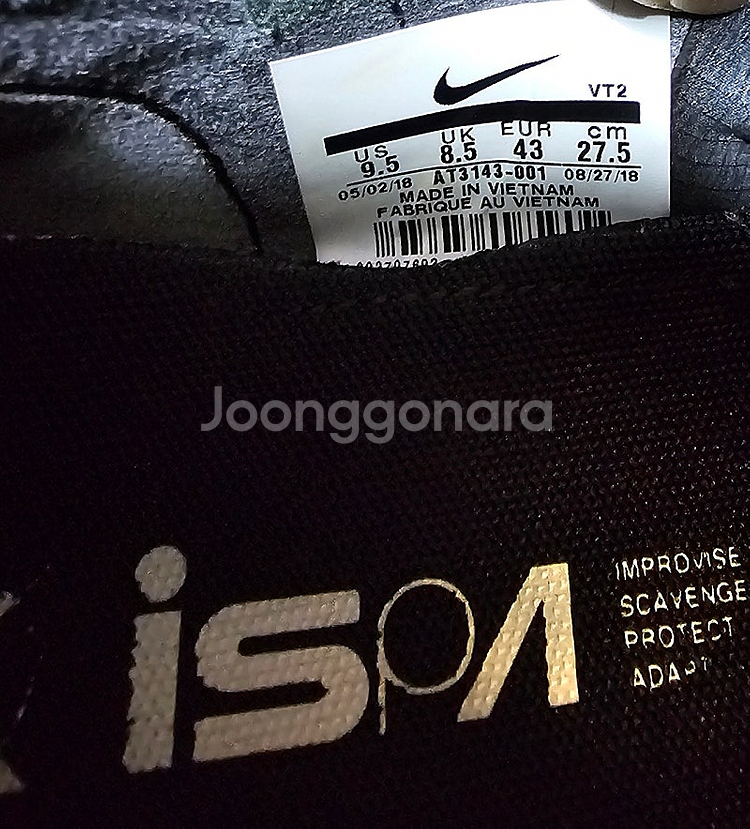 VT2
US UK EUR cm
9.5 8.5 43 27.5
05/02/18 AT3143-001 08/27/18
MADE IN VIETNAM
FABRIQUE AU VIETNAM
Joonggonara
ispA
IMPROVISE
SCAVENGE
PROTECT
ADAPT